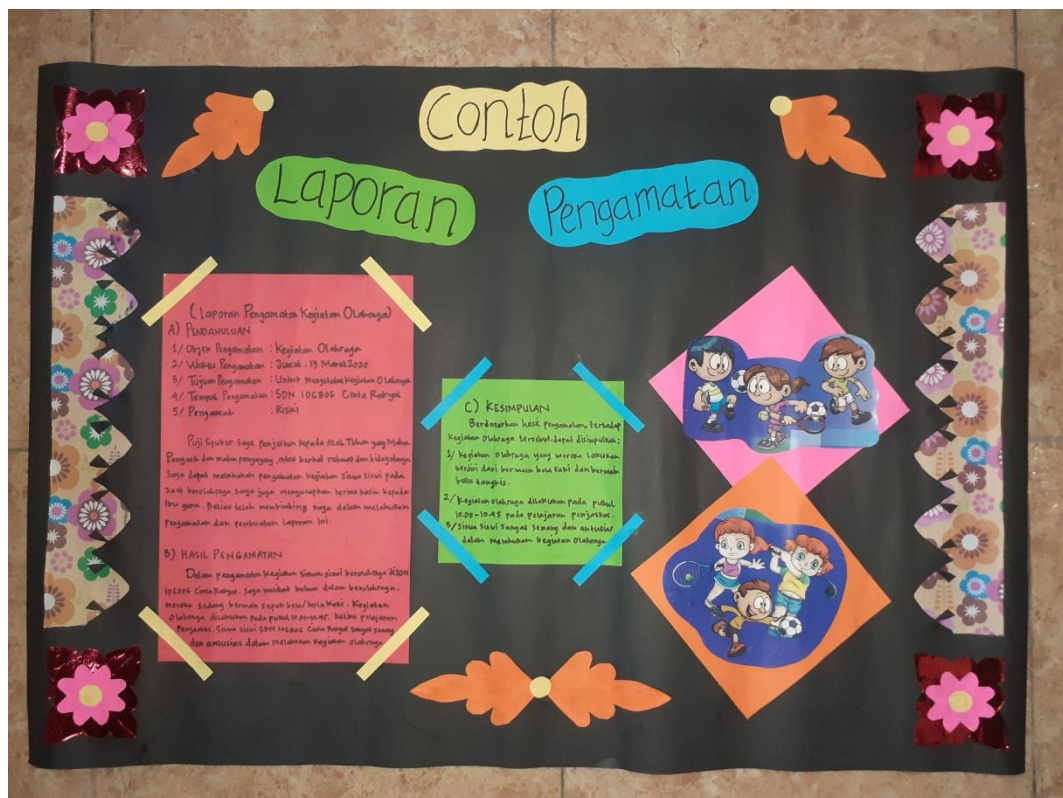 Contoh
Laporan Pengamatan
(Laporan Pengamatan Kegiatan Olahraga)
A) PENDAHULUAN
1/ Objek Pengamatan : Kegiatan Olahraga
2/ Waktu Pengamatan : Jumat, 13 Maret 2020
3/ Tujuan Pengamatan : Untuk mengetahui Kegiatan Olahraga
4/ Tempat Pengamatan : SDN 106806 Cinta Rakyat
5/ Pengamat : Riski
Puji Syukur Saya Panjatkan kepada Allah Tuhan yang Maha
Pengasih dan maha penyayang, atas berkat rahmat dan hidayahnya
Saya dapat melakukan pengamatan kegiatan siswa siswi pada
Saat berolahraga. Saya juga mengucapkan terima kasih kepada
Ibu guru. Beliau telah membimbing saya dalam melakukan
Pengamatan dan pembuatan Laporan ini.
B) HASIL PENGAMATAN
Dalam pengamatan kegiatan siswa siswi berolahraga di SDN
106806 Cinta Rakyat. Saya melihat bahwa dalam berolahraga,
mereka sedang bermain sepak bola/bola kaki. Kegiatan
Olahraga dilakukan pada pukul 10.00-10.45. pelajaran
Penjaskes. Siswa siswi SDN 106806 Cinta Rakyat sangat senang
dan antusias dalam melakukan kegiatan olahraga
C) KESIMPULAN
Berdasarkan hasil pengamatan terhadap
Kegiatan Olahraga tersebut dapat disimpulkan:
1/ Kegiatan olahraga yang mereka lakukan
berisi dari bermain bola kaki dan bermain
bulu tangkis.
2/ Kegiatan olahraga dilakukan pada pukul
10.00-10.45 pada pelajaran penjaskes.
3/ Siswa siswi Sangat senang dan antusias
dalam melakukan kegiatan Olahraga